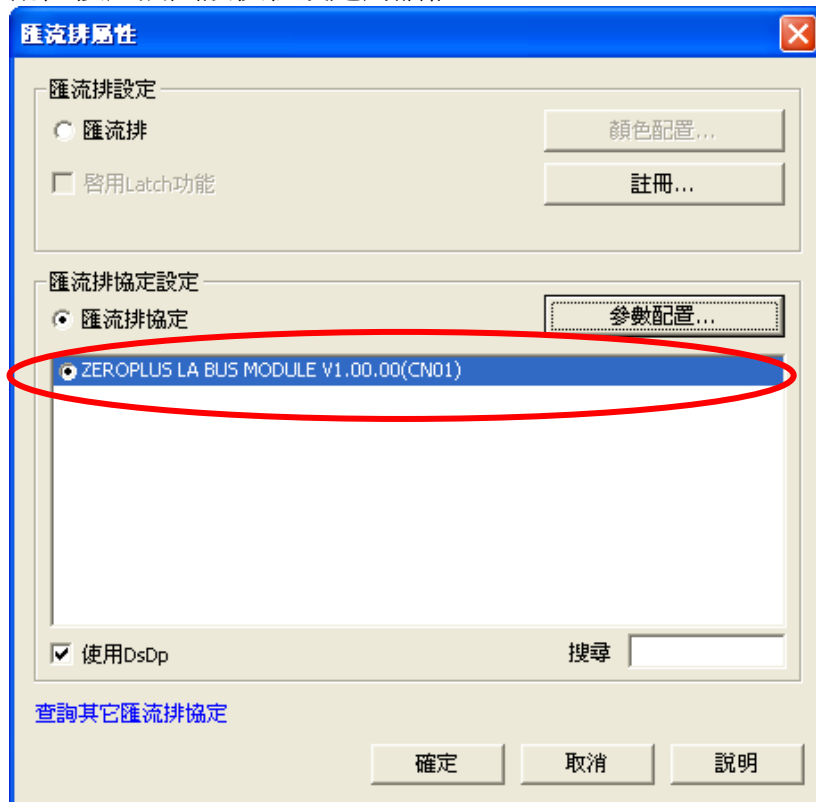 匯流排屬性
匯流排設定
匯流排
顏色配置...
啓用Latch功能
註冊...
匯流排協定設定
匯流排協定
參數配置...
ZEROPLUS LA BUS MODULE V1.00.00(CN01)
使用DsDp
搜尋
查詢其它匯流排協定
確定
取消
說明